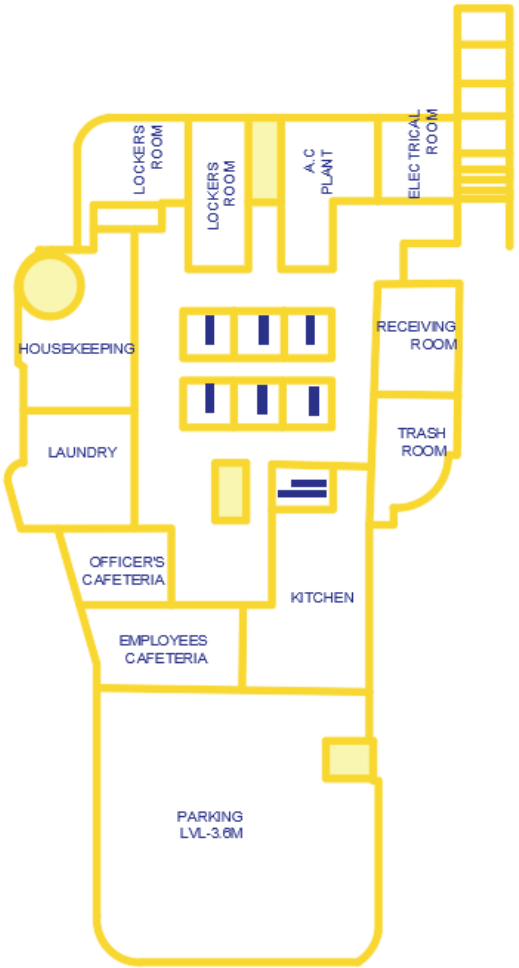 LOCKERS
ROOM
LOCKERS
ROOM
A.C
PLANT
ELECTRICAL
ROOM
RECEIVING
ROOM
HOUSEKEEPING
TRASH
ROOM
LAUNDRY
OFFICER'S
CAFETERIA
KITCHEN
EMPLOYEES
CAFETERIA
PARKING
LVL-3.6M